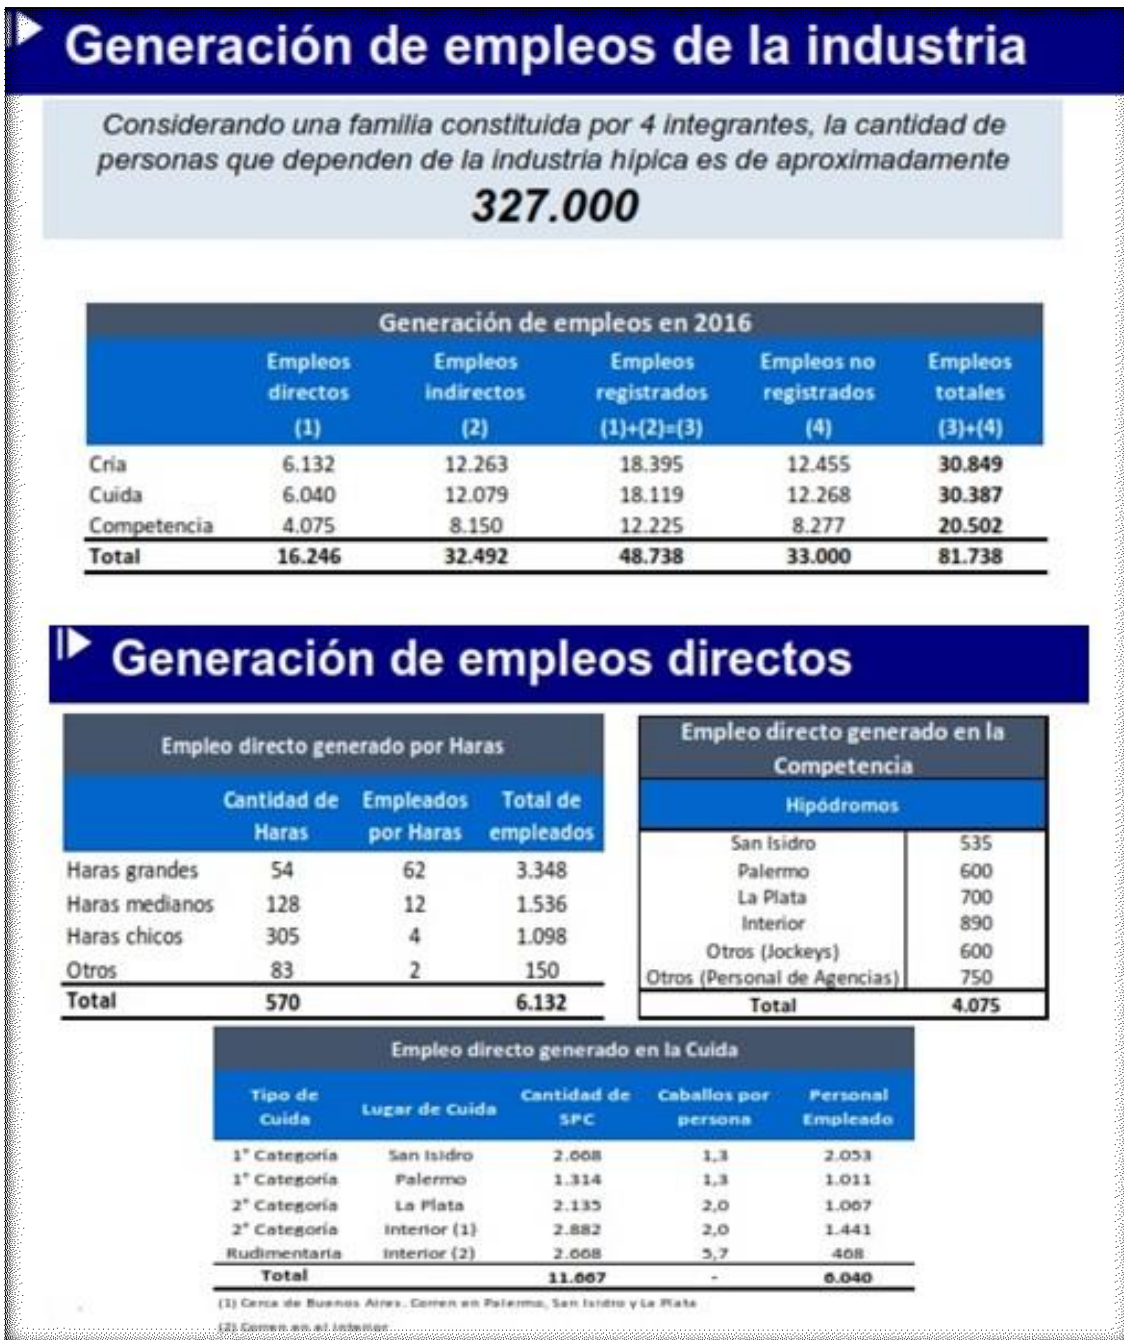 Generación de empleos de la industria
Considerando una familia constituida por 4 integrantes, la cantidad de
personas que dependen de la industria hípica es de aproximadamente
327.000
Generación de empleos en 2016
Empleos directos (1) Empleos indirectos (2) Empleos registrados (1)+(2)=(3) Empleos no registrados (4) Empleos totales (3)+(4)
Cría 6.132 12.263 18.395 12.455 30.849
Cuida 6.040 12.079 18.119 12.268 30.387
Competencia 4.075 8.150 12.225 8.277 20.502
Total 16.246 32.492 48.738 33.000 81.738
Generación de empleos directos
Empleo directo generado por Haras
Cantidad de Haras Empleados por Haras Total de empleados
Haras grandes 54 62 3.348
Haras medianos 128 12 1.536
Haras chicos 305 4 1.098
Otros 83 2 150
Total 570 6.132
Empleo directo generado en la
Competencia
Hipódromos
San Isidro 535
Palermo 600
La Plata 700
Interior 890
Otros (Jockeys) 600
Otros (Personal de Agencias) 750
Total 4.075
Empleo directo generado en la Cuida
Tipo de Cuida Lugar de Cuida Cantidad de SPC Caballos por persona Personal Empleado
1° Categoría San Isidro 2.668 1,3 2.053
1° Categoría Palermo 1.314 1,3 1.011
2° Categoría La Plata 2.135 2,0 1.067
2° Categoría Interior (1) 2.882 2,0 1.441
Rudimentaria Interior (2) 2.668 5,7 468
Total 11.667 - 6.040
(1) Cerca de Buenos Aires. Corren en Palermo, San Isidro y La Plata
(2) Corren en el Interior